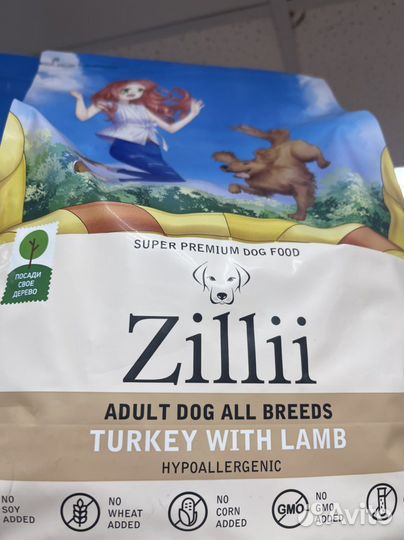 SUPER PREMIUM DOG FOOD
ПОСАДИ
СВОЕ
ДЕРЕВО
Zillii
ADULT DOG ALL BREEDS
TURKEY WITH LAMB
HYPOALLERGENIC
NO
SOY
ADDED
NO
WHEAT
ADDED
NO
CORN
ADDED
GMO
NO
GMO
ADDED
Avito